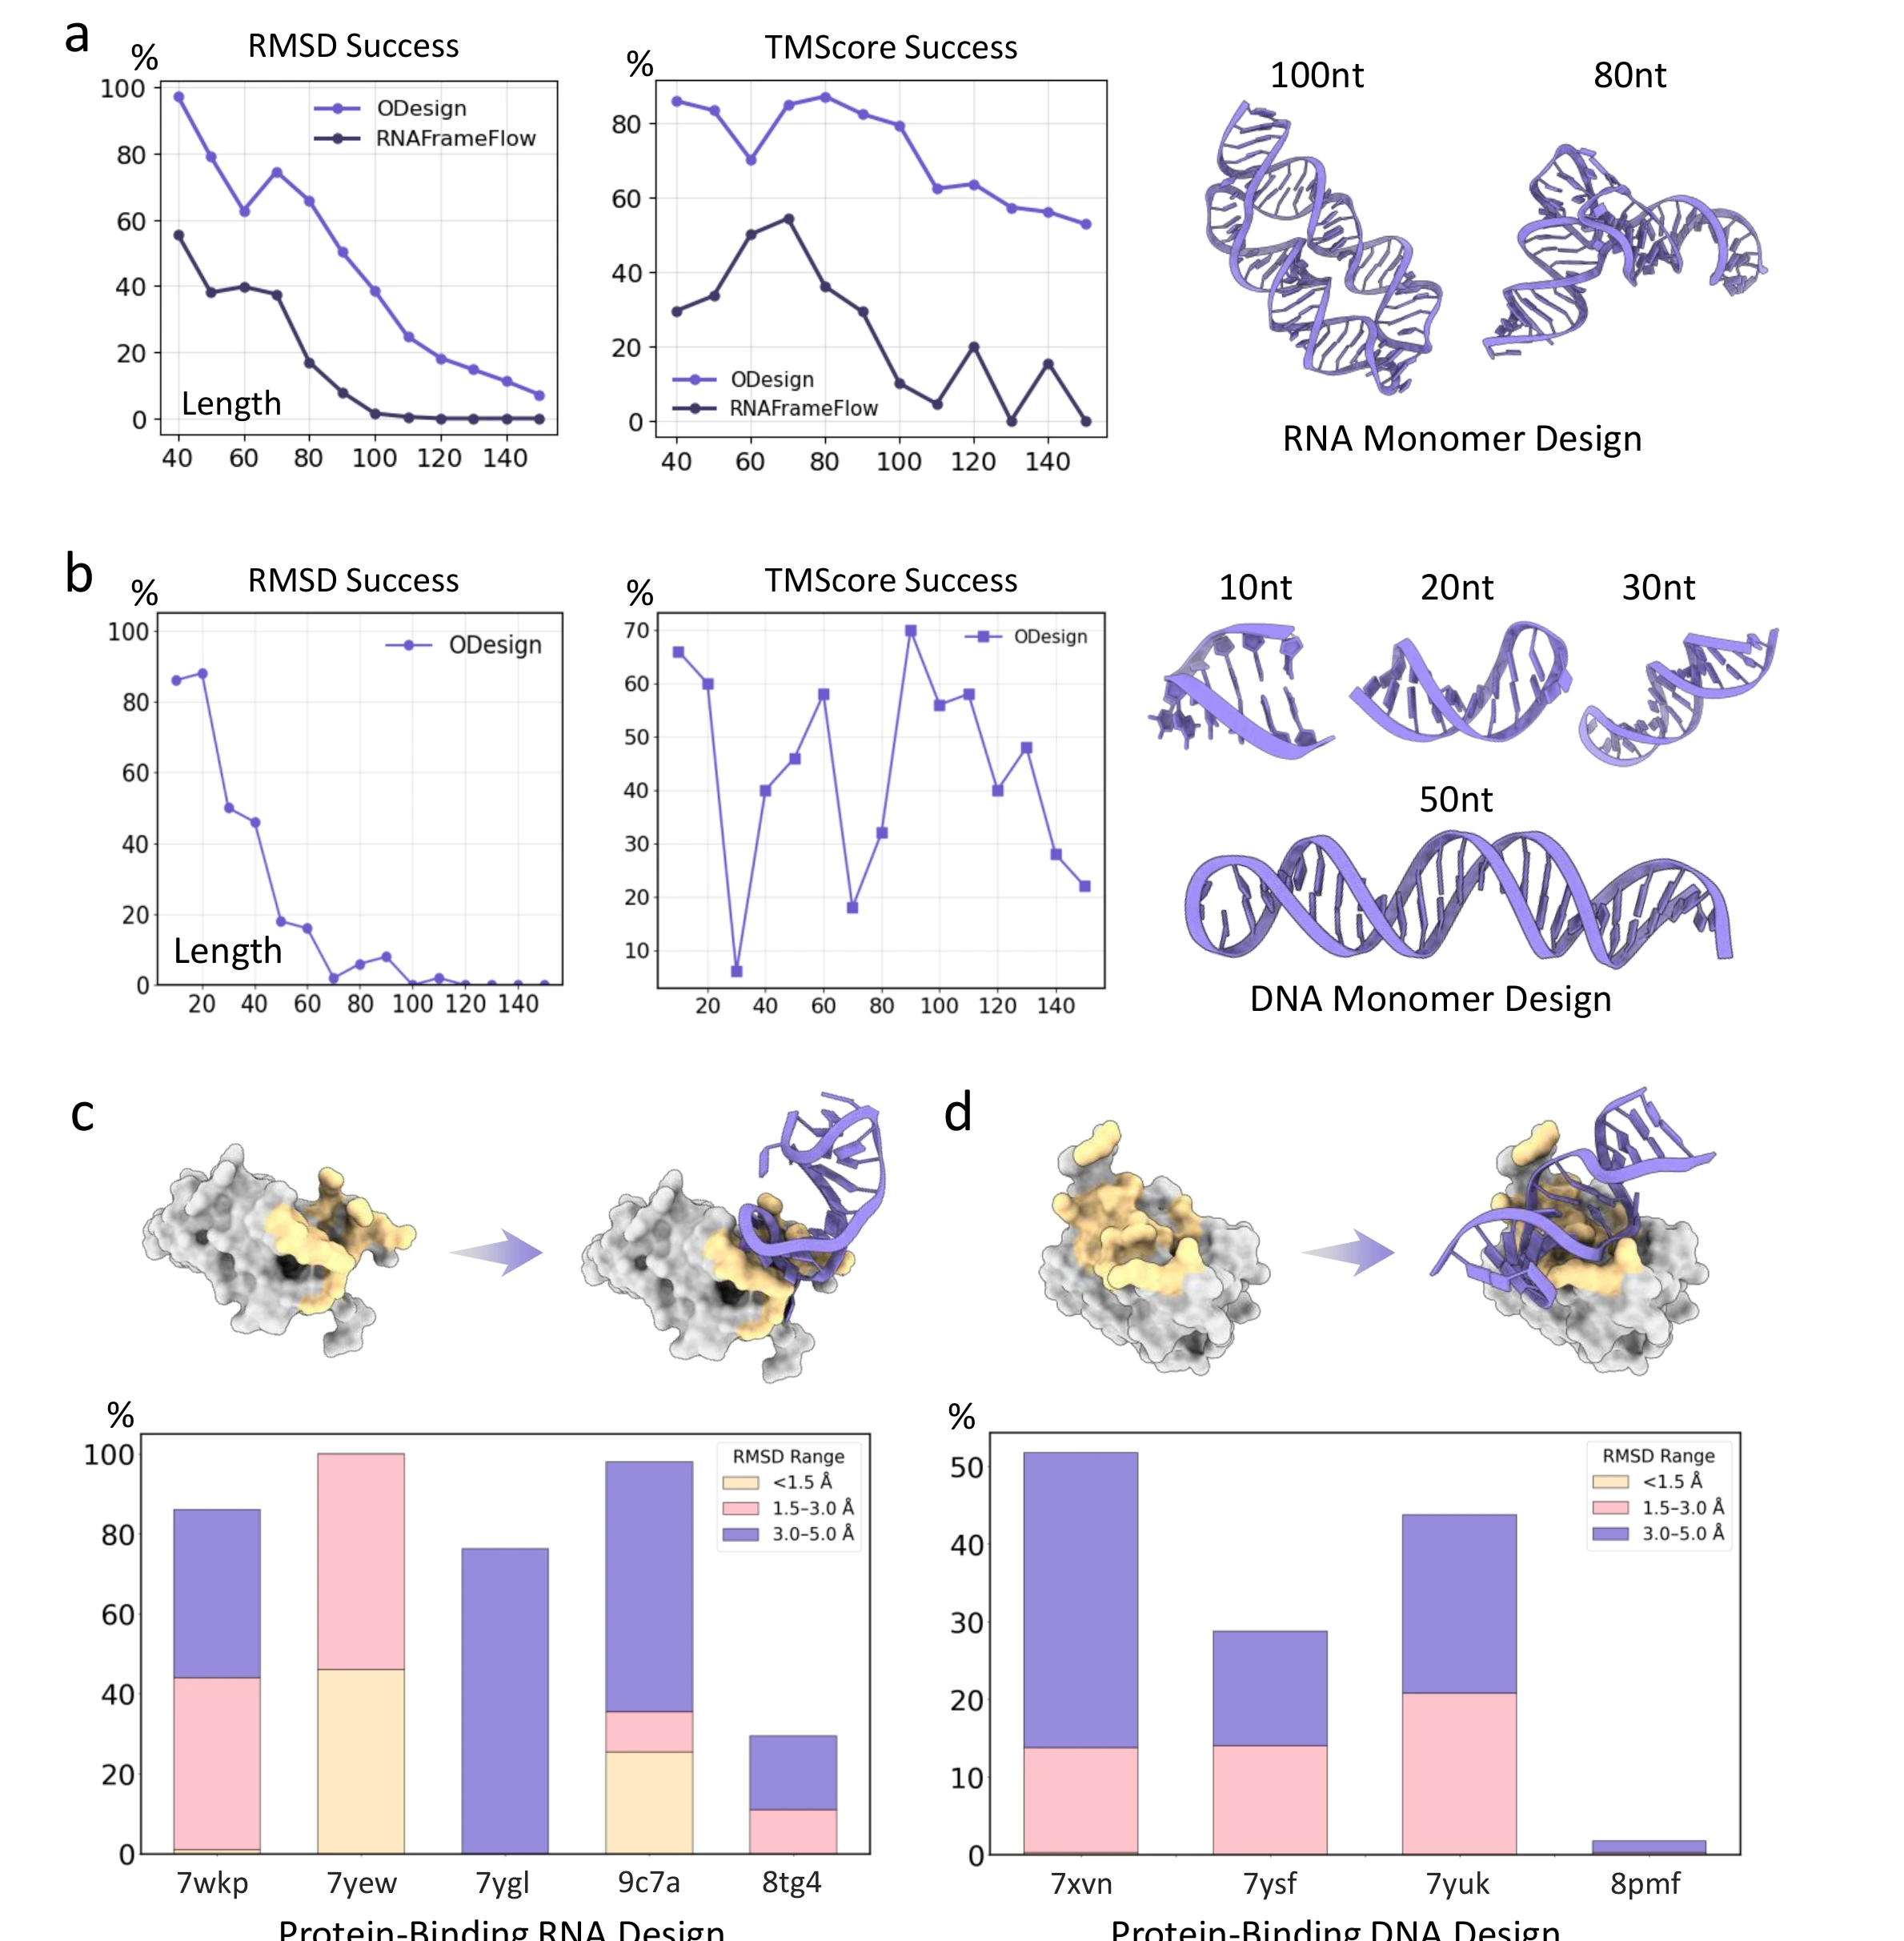 a
RMSD Success
%
100
80
60
40
20
0
ODesign
RNAFrameFlow
Length
40 60 80 100 120 140
TMScore Success
%
80
60
40
20
0
ODesign
RNAFrameFlow
40 60 80 100 120 140
100nt 80nt
RNA Monomer Design
b
RMSD Success
%
100
80
60
40
20
0
ODesign
Length
20 40 60 80 100 120 140
TMScore Success
%
70
60
50
40
30
20
10
ODesign
20 40 60 80 100 120 140
10nt 20nt 30nt
50nt
DNA Monomer Design
c
%
100
80
60
40
20
0
RMSD Range
<1.5 Å
1.5–3.0 Å
3.0–5.0 Å
7wkp 7yew 7ygl 9c7a 8tg4
Protein-Binding RNA Design
d
%
50
40
30
20
10
0
RMSD Range
<1.5 Å
1.5–3.0 Å
3.0–5.0 Å
7xvn 7ysf 7yuk 8pmf
Protein-Binding DNA Design